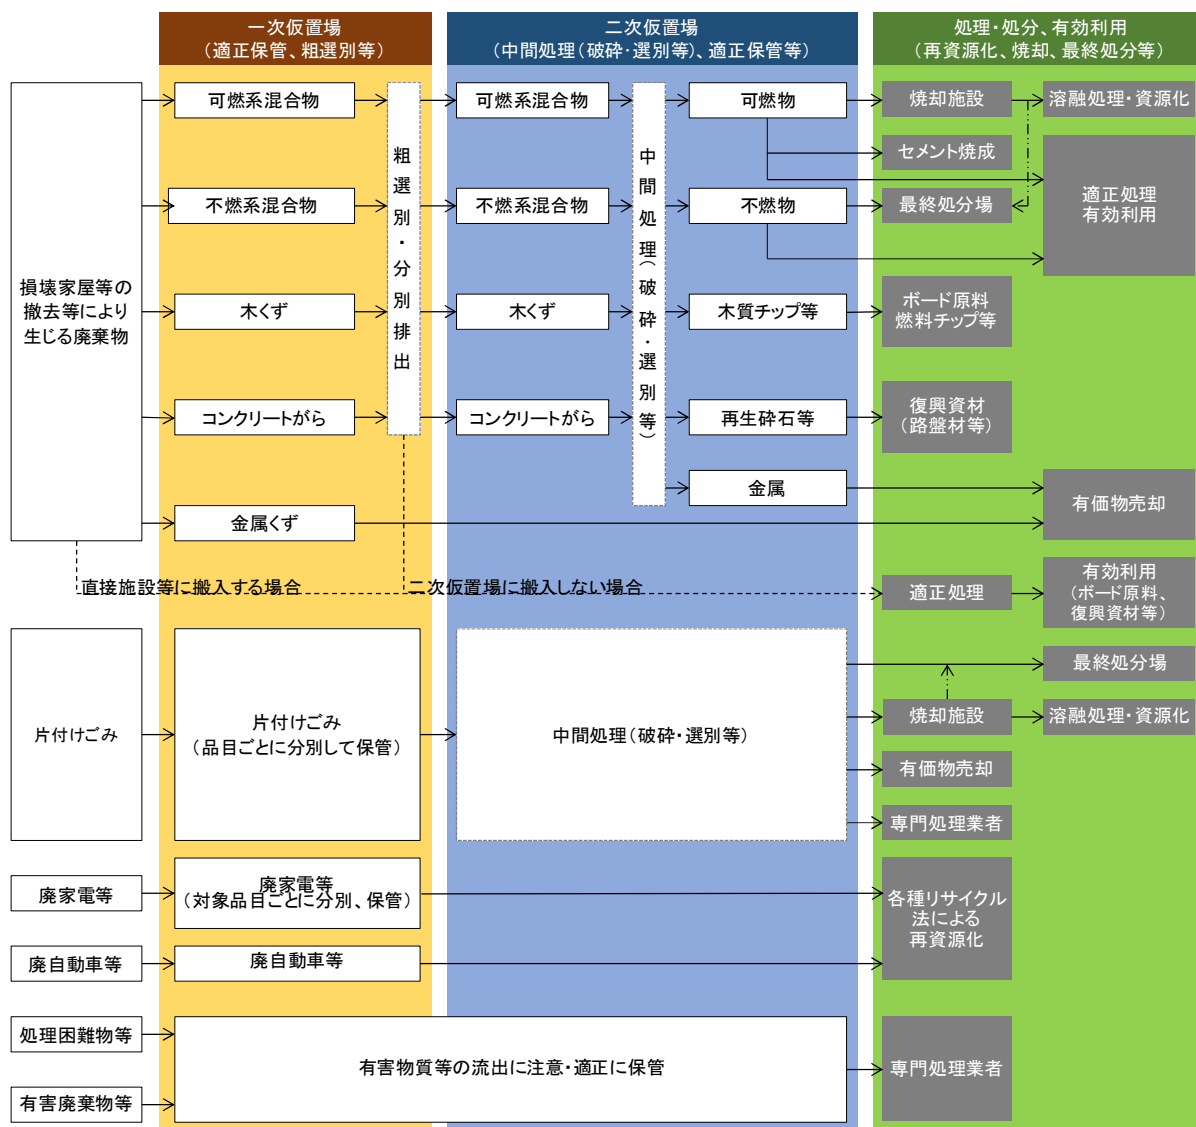 一次仮置場
（適正保管、粗選別等）
二次仮置場
（中間処理（破砕・選別等）、適正保管等）
処理・処分、有効利用
（再資源化、焼却、最終処分等）
損壊家屋等の
撤去等により
生じる廃棄物
可燃系混合物
不燃系混合物
木くず
コンクリートがら
金属くず
粗選別・分別排出
可燃系混合物
不燃系混合物
木くず
コンクリートがら
中間処理（破砕・選別等）
可燃物
不燃物
木質チップ等
再生砕石等
金属
焼却施設
溶融処理・資源化
セメント焼成
適正処理
有効利用
最終処分場
ボード原料
燃料チップ等
復興資材
（路盤材等）
有価物売却
直接施設等に搬入する場合
二次仮置場に搬入しない場合
適正処理
有効利用
（ボード原料、
復興資材等）
片付けごみ
片付けごみ
（品目ごとに分別して保管）
中間処理（破砕・選別等）
最終処分場
焼却施設
溶融処理・資源化
有価物売却
専門処理業者
廃家電等
廃家電等
（対象品目ごとに分別、保管）
各種リサイクル
法による
再資源化
廃自動車等
廃自動車等
処理困難物等
有害廃棄物等
有害物質等の流出に注意・適正に保管
専門処理業者